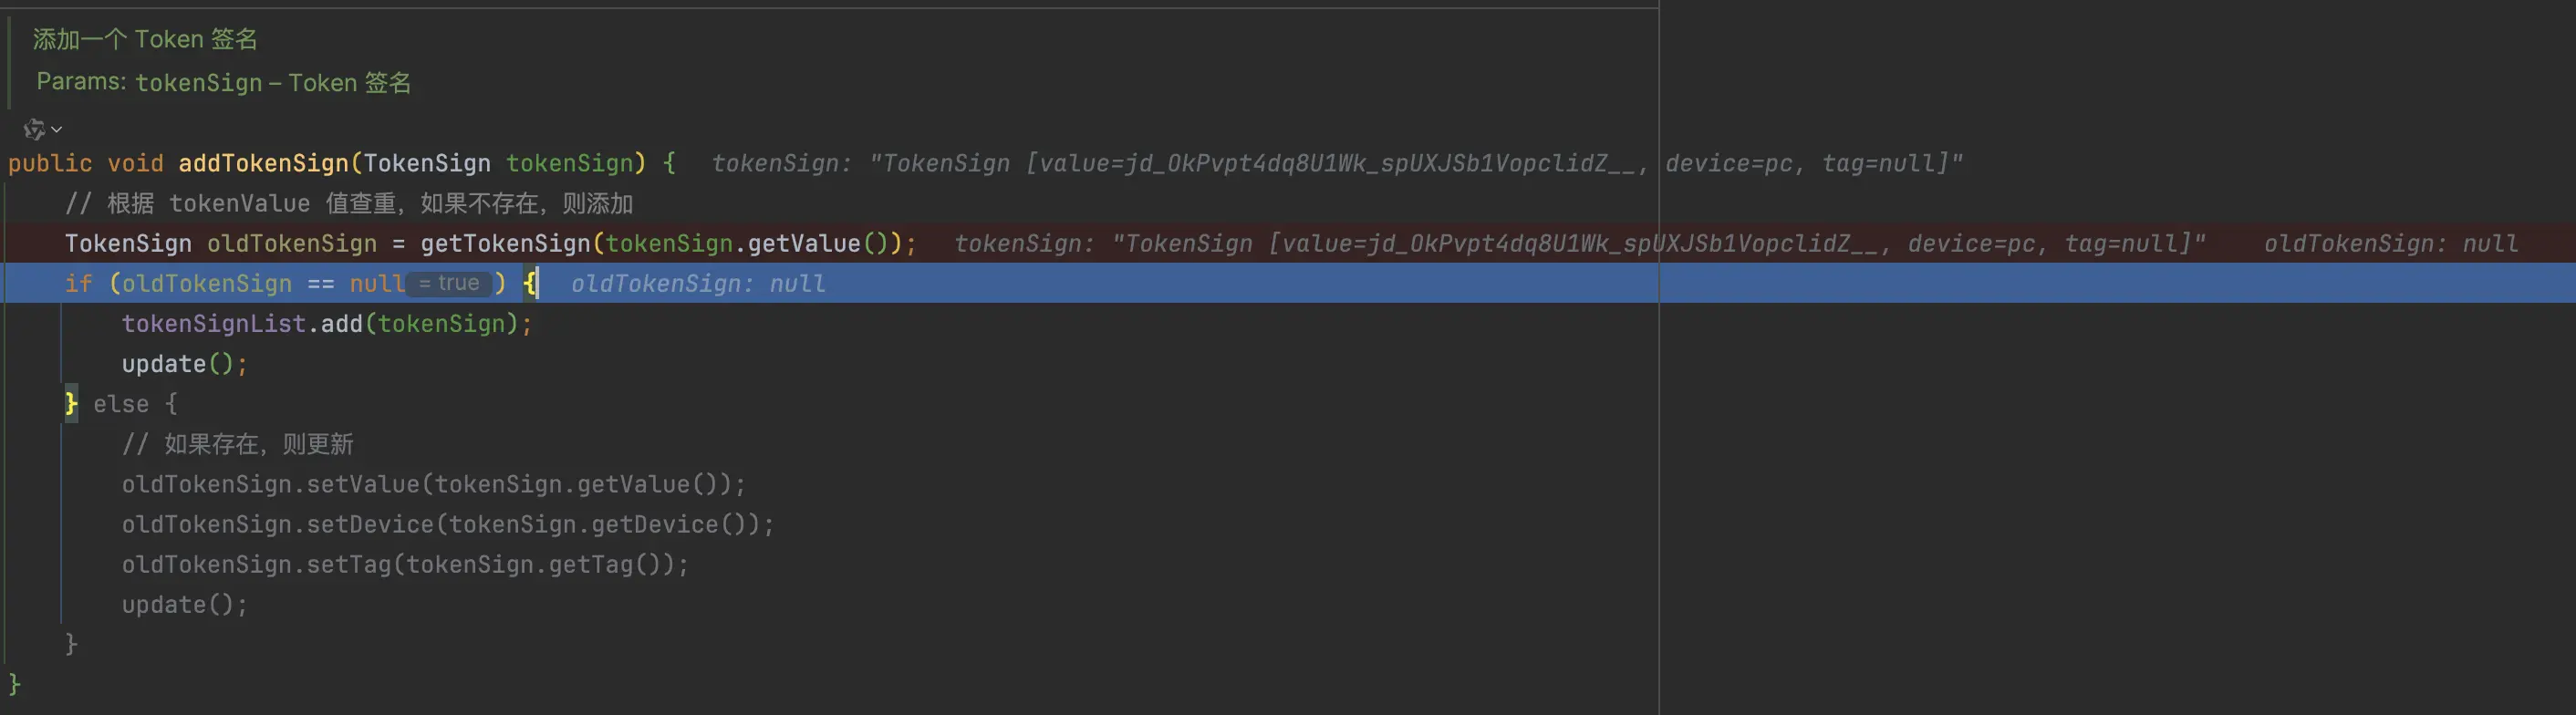 添加一个 Token 签名
Params: tokenSign – Token 签名
public void addTokenSign(TokenSign tokenSign) { tokenSign: "TokenSign [value=jd_OkPvpt4dq8U1Wk_spUXJSb1VopclidZ__, device=pc, tag=null]"
// 根据 tokenValue 值查重，如果不存在，则添加
TokenSign oldTokenSign = getTokenSign(tokenSign.getValue()); tokenSign: "TokenSign [value=jd_OkPvpt4dq8U1Wk_spUXJSb1VopclidZ__, device=pc, tag=null]" oldTokenSign: null
if (oldTokenSign == null = true ) { oldTokenSign: null
tokenSignList.add(tokenSign);
update();
} else {
// 如果存在，则更新
oldTokenSign.setValue(tokenSign.getValue());
oldTokenSign.setDevice(tokenSign.getDevice());
oldTokenSign.setTag(tokenSign.getTag());
update();
}
}